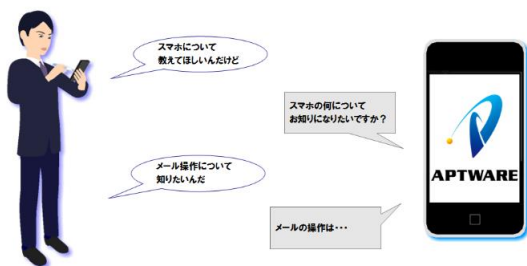 スマホについて
教えてほしいんだけど
スマホの何について
お知りになりたいですか？
メール操作について
知りたいんだ
メールの操作は・・・
APTWARE